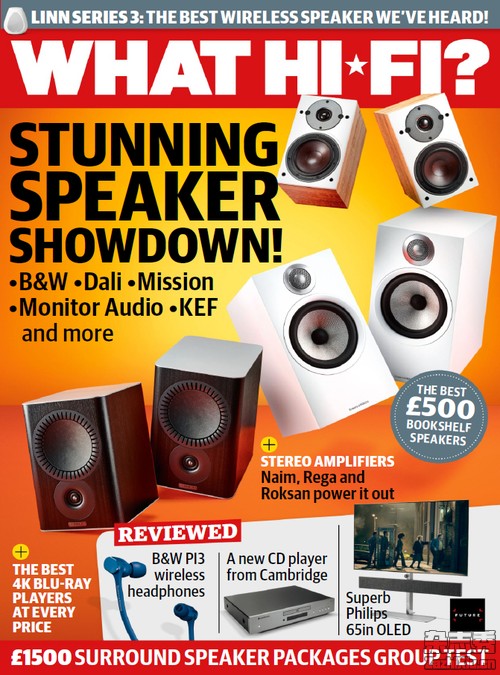 LINN SERIES 3: THE BEST WIRELESS SPEAKER WE'VE HEARD!
WHAT HI★FI?
STUNNING
SPEAKER
SHOWDOWN!
•B&W •Dali •Mission
•Monitor Audio •KEF
and more
THE BEST
£500
BOOKSHELF
SPEAKERS
+
STEREO AMPLIFIERS
Naim, Rega and
Roksan power it out
REVIEWED
+
THE BEST
4K BLU-RAY
PLAYERS
AT EVERY
PRICE
B&W PI3
wireless
headphones
A new CD player
from Cambridge
Superb
Philips
65in OLED
FUTURE
£1500 SURROUND SPEAKER PACKAGES GROUP TEST